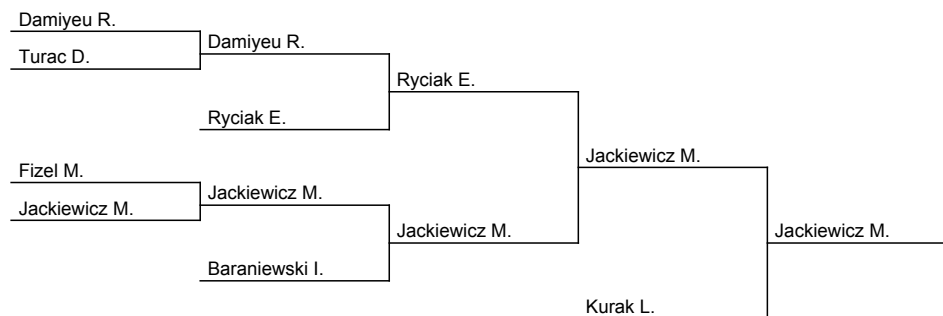 Damiyeu R.
Turac D.
Damiyeu R.
Ryciak E.
Ryciak E.
Fizel M.
Jackiewicz M.
Jackiewicz M.
Baraniewski I.
Jackiewicz M.
Jackiewicz M.
Kurak L.
Jackiewicz M.